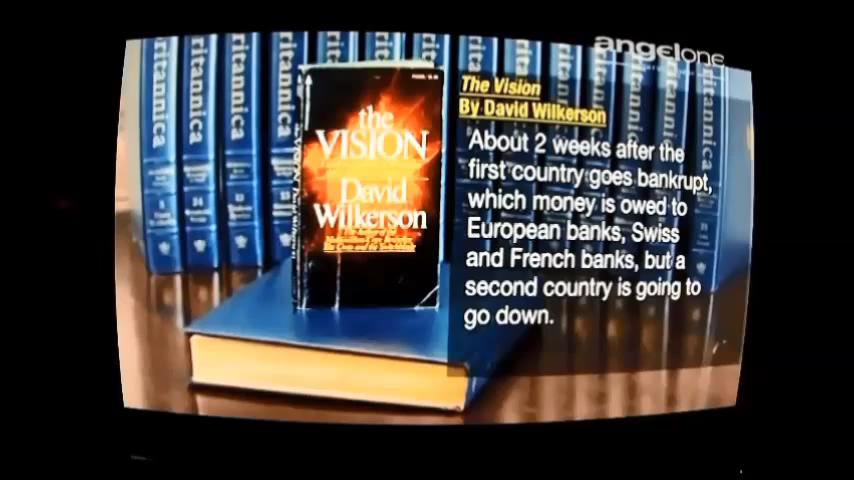 angelone
ritannica
ritannica
ritannica
ritannica
the
VISION
David
Wilkerson
The Vision
By David Wilkerson
About 2 weeks after the
first country goes bankrupt,
which money is owed to
European banks, Swiss
and French banks, but a
second country is going to
go down.